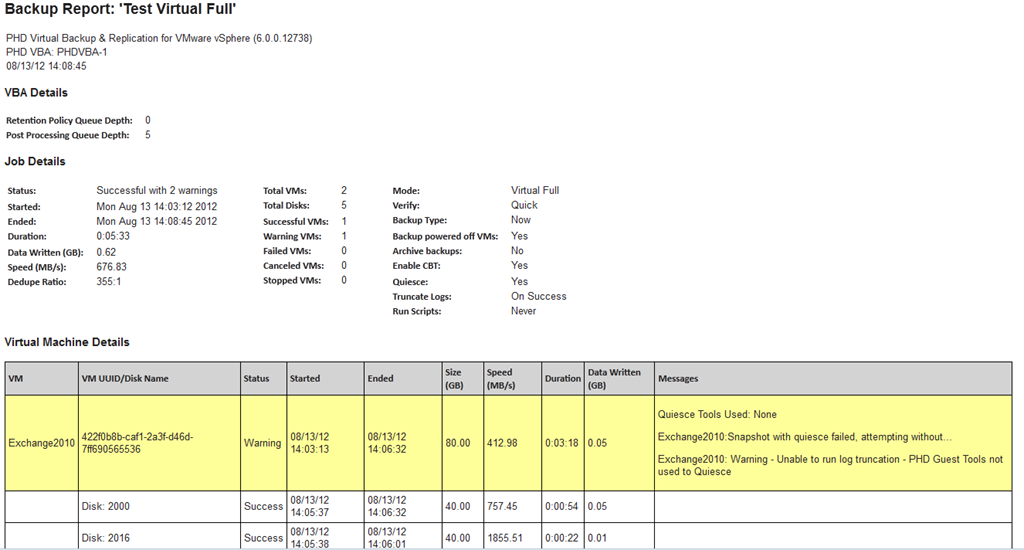 Backup Report: 'Test Virtual Full'
PHD Virtual Backup & Replication for VMware vSphere (6.0.0.12738)
PHD VBA: PHDVBA-1
08/13/12 14:08:45
VBA Details
Retention Policy Queue Depth: 0
Post Processing Queue Depth: 5
Job Details
Status: Successful with 2 warnings Total VMs: 2 Mode: Virtual Full
Started: Mon Aug 13 14:03:12 2012 Total Disks: 5 Verify: Quick
Ended: Mon Aug 13 14:08:45 2012 Successful VMs: 1 Backup Type: Now
Duration: 0:05:33 Warning VMs: 1 Backup powered off VMs: Yes
Data Written (GB): 0.62 Failed VMs: 0 Archive backups: No
Speed (MB/s): 676.83 Canceled VMs: 0 Enable CBT: Yes
Dedupe Ratio: 355:1 Stopped VMs: 0 Quiesce: Yes
Truncate Logs: On Success
Run Scripts: Never
Virtual Machine Details
VM VM UUID/Disk Name Status Started Ended Size (GB) Speed (MB/s) Duration Data Written (GB) Messages
Exchange2010 422f0b8b-caf1-2a3f-d46d-7ff690565536 Warning 08/13/12 14:03:13 08/13/12 14:06:32 80.00 412.98 0:03:18 0.05 Quiesce Tools Used: None
Exchange2010:Snapshot with quiesce failed, attempting without...
Exchange2010: Warning - Unable to run log truncation - PHD Guest Tools not
used to Quiesce
Disk: 2000 Success 08/13/12 14:05:37 08/13/12 14:06:32 40.00 757.45 0:00:54 0.05
Disk: 2016 Success 08/13/12 14:05:38 08/13/12 14:06:01 40.00 1855.51 0:00:22 0.01